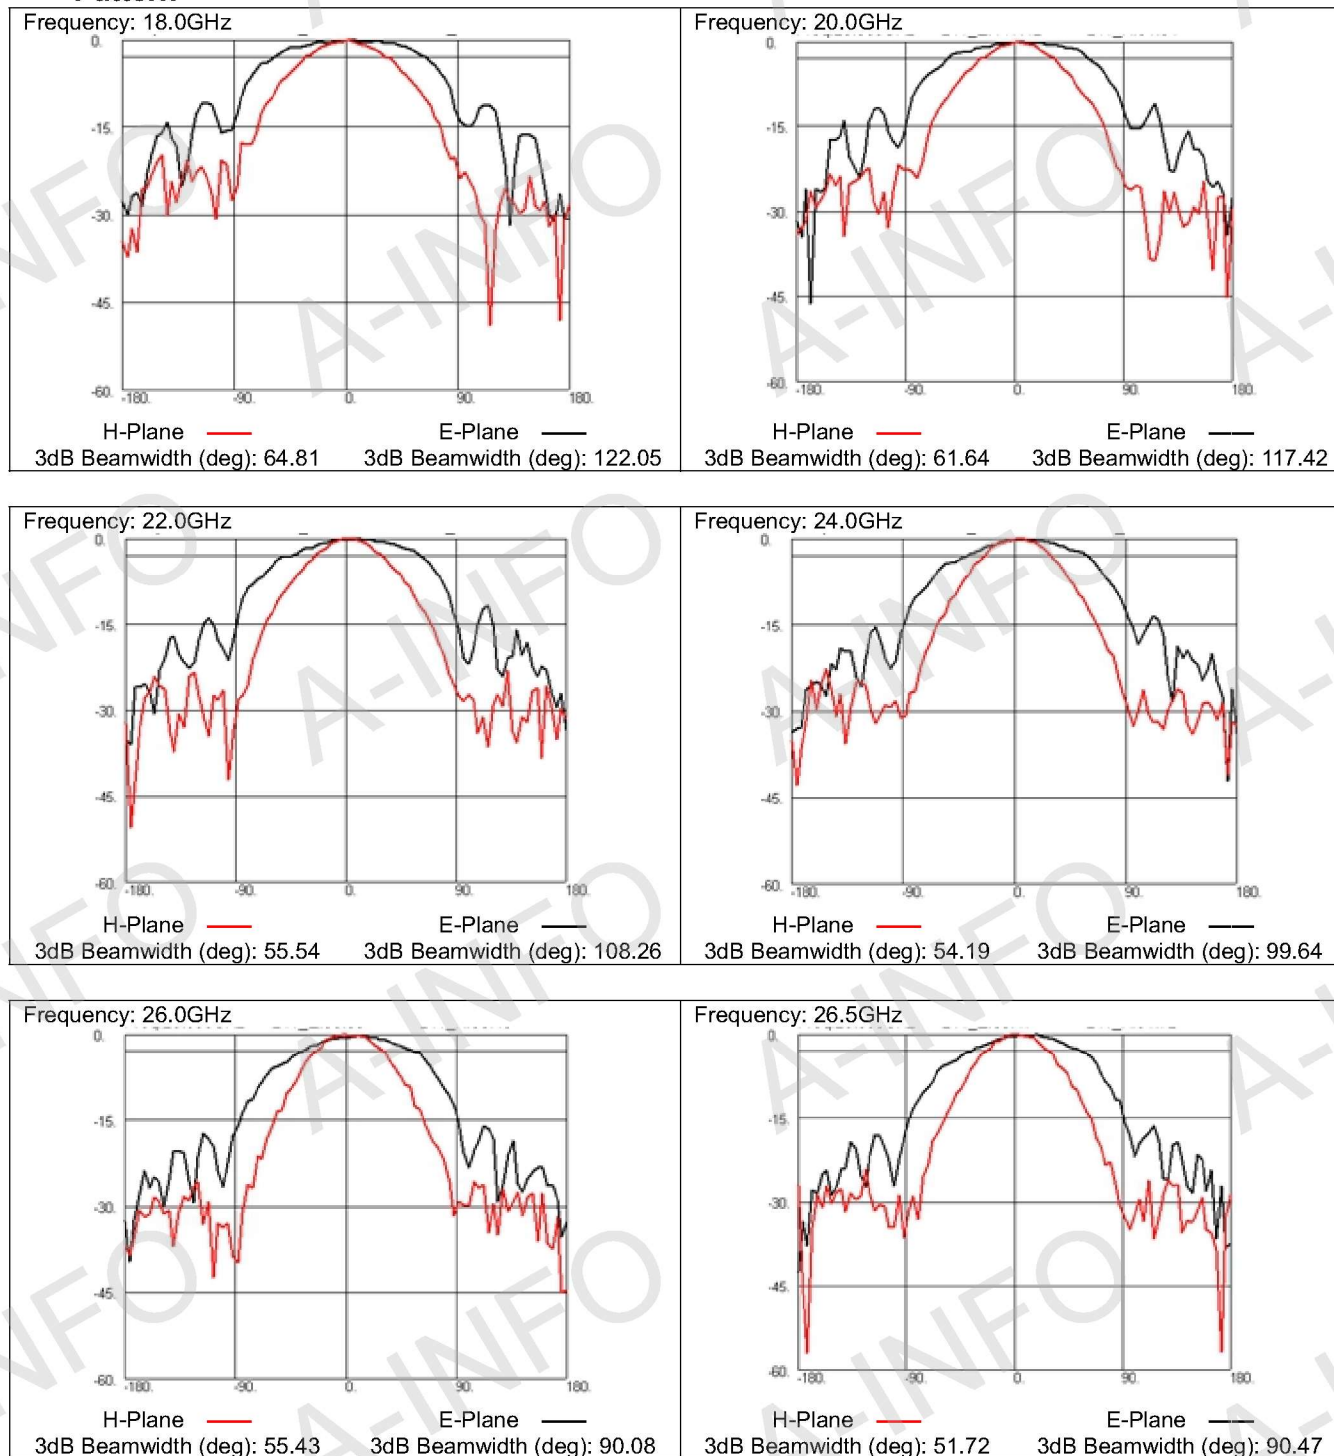 Frequency: 18.0GHz
0.
-15.
-30.
-45.
-60.
-180. -90. 0. 90. 180.
H-Plane E-Plane
3dB Beamwidth (deg): 64.81 3dB Beamwidth (deg): 122.05
Frequency: 20.0GHz
0.
-15.
-30.
-45.
-60.
-180. -90. 0. 90. 180.
H-Plane E-Plane
3dB Beamwidth (deg): 61.64 3dB Beamwidth (deg): 117.42
Frequency: 22.0GHz
0.
-15.
-30.
-45.
-60.
-180. -90. 0. 90. 180.
H-Plane E-Plane
3dB Beamwidth (deg): 55.54 3dB Beamwidth (deg): 108.26
Frequency: 24.0GHz
0.
-15.
-30.
-45.
-60.
-180. -90. 0. 90. 180.
H-Plane E-Plane
3dB Beamwidth (deg): 54.19 3dB Beamwidth (deg): 99.64
Frequency: 26.0GHz
0.
-15.
-30.
-45.
-60.
-180. -90. 0. 90. 180.
H-Plane E-Plane
3dB Beamwidth (deg): 55.43 3dB Beamwidth (deg): 90.08
Frequency: 26.5GHz
0.
-15.
-30.
-45.
-60.
-180. -90. 0. 90. 180.
H-Plane E-Plane
3dB Beamwidth (deg): 51.72 3dB Beamwidth (deg): 90.47
A-INFO
A-INFO
A-INFO
A-INFO
A-INFO
A-INFO